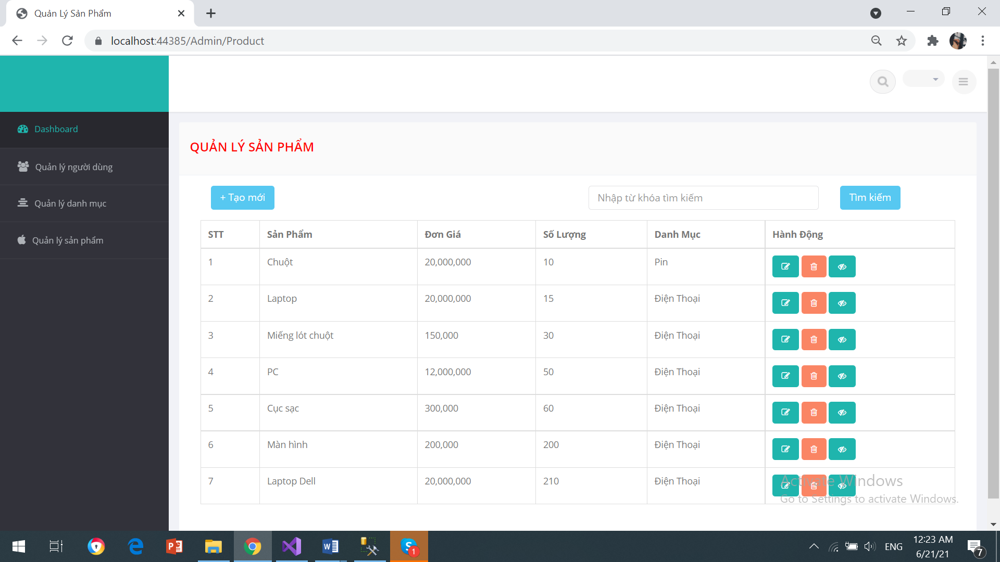 Quản Lý Sản Phẩm
localhost:44385/Admin/Product
Dashboard
Quản lý người dùng
Quản lý danh mục
Quản lý sản phẩm
QUẢN LÝ SẢN PHẨM
+ Tạo mới
Nhập từ khóa tìm kiếm
Tìm kiếm
STT Sản Phẩm Đơn Giá Số Lượng Danh Mục Hành Động
1 Chuột 20,000,000 10 Pin
2 Laptop 20,000,000 15 Điện Thoại
3 Miếng lót chuột 150,000 30 Điện Thoại
4 PC 12,000,000 50 Điện Thoại
5 Cục sạc 300,000 60 Điện Thoại
6 Màn hình 200,000 200 Điện Thoại
7 Laptop Dell 20,000,000 210 Điện Thoại
Activate Windows
Go to Settings to activate Windows.
ENG
12:23 AM
6/21/21
1
7